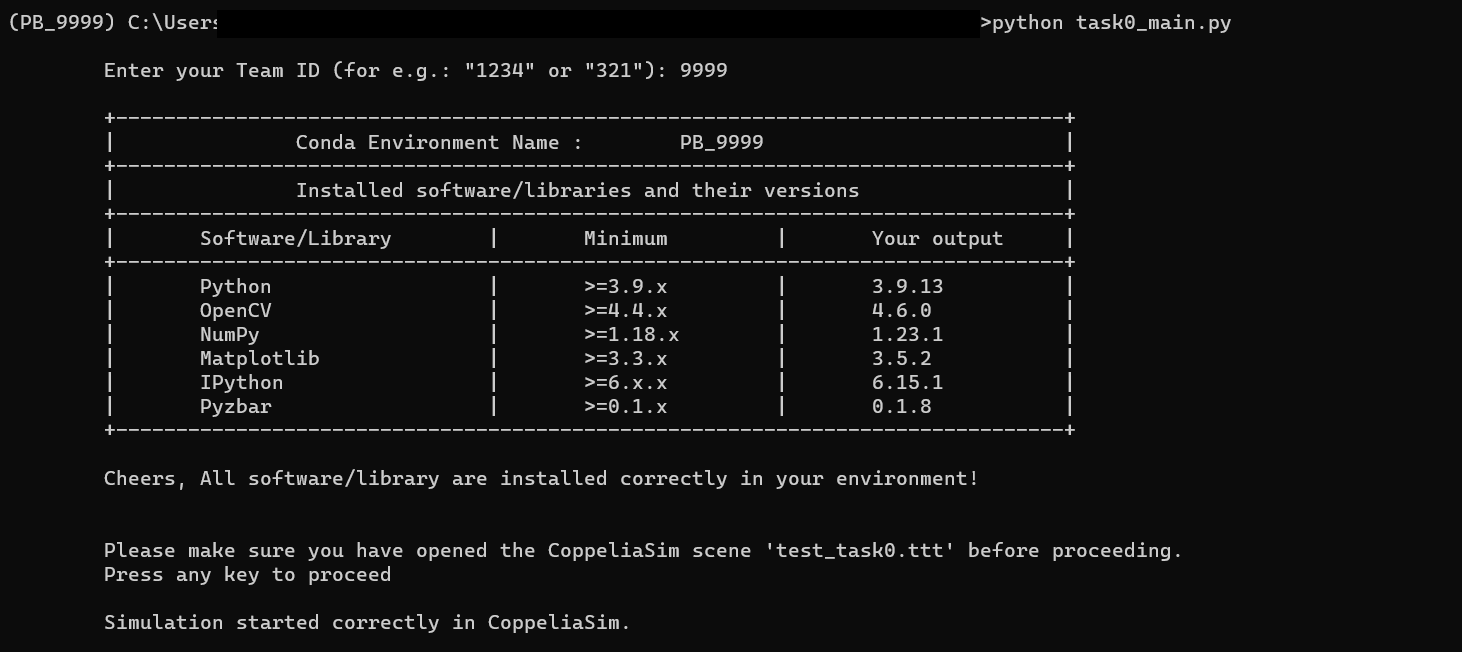 (PB_9999) C:\Users >python task0_main.py
Enter your Team ID (for e.g.: "1234" or "321"): 9999
+-------------------------------------------------------------------------------+
| Conda Environment Name : PB_9999 |
+-------------------------------------------------------------------------------+
| Installed software/libraries and their versions |
+-------------------------------------------------------------------------------+
| Software/Library | Minimum | Your output |
+-------------------------------------------------------------------------------+
| Python | >=3.9.x | 3.9.13 |
| OpenCV | >=4.4.x | 4.6.0 |
| NumPy | >=1.18.x | 1.23.1 |
| Matplotlib | >=3.3.x | 3.5.2 |
| IPython | >=6.x.x | 6.15.1 |
| Pyzbar | >=0.1.x | 0.1.8 |
+-------------------------------------------------------------------------------+
Cheers, All software/library are installed correctly in your environment!
Please make sure you have opened the CoppeliaSim scene 'test_task0.ttt' before proceeding.
Press any key to proceed
Simulation started correctly in CoppeliaSim.